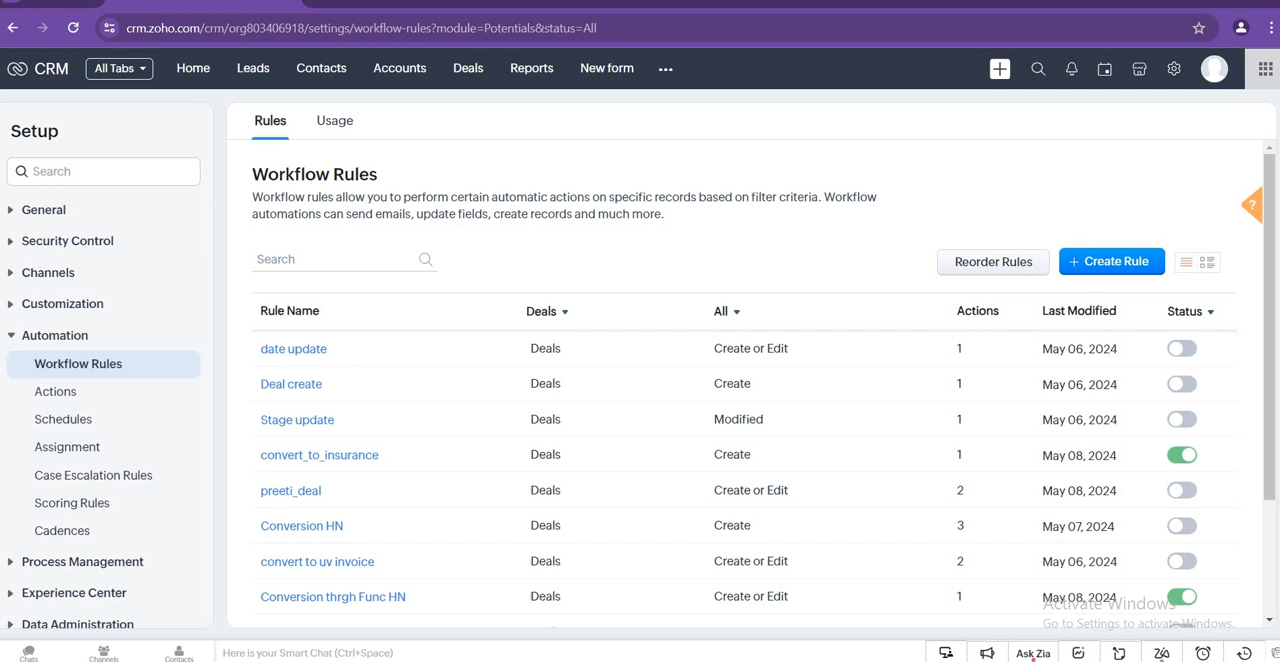 crm.zoho.com/crm/org803406918/settings/workflow-rules?module=Potentials&status=All
CRM All Tabs Home Leads Contacts Accounts Deals Reports New form •••
Setup
Search
General
Security Control
Channels
Customization
Automation
Workflow Rules
Actions
Schedules
Assignment
Case Escalation Rules
Scoring Rules
Cadences
Process Management
Experience Center
Data Administration
Rules Usage
Workflow Rules
Workflow rules allow you to perform certain automatic actions on specific records based on filter criteria. Workflow
automations can send emails, update fields, create records and much more.
Search
Reorder Rules + Create Rule
?
Rule Name Deals All Actions Last Modified Status
date update Deals Create or Edit 1 May 06, 2024
Deal create Deals Create 1 May 06, 2024
Stage update Deals Modified 1 May 06, 2024
convert_to_insurance Deals Create 1 May 08, 2024
preeti_deal Deals Create or Edit 2 May 08, 2024
Conversion HN Deals Create 3 May 07, 2024
convert to uv invoice Deals Create or Edit 2 May 06, 2024
Conversion thrgh Func HN Deals Create or Edit 1 May 08, 2024
Activate Windows
Go to Settings to activate Windows.
Chats Channels Contacts Here is your Smart Chat (Ctrl+Space) Ask Zia